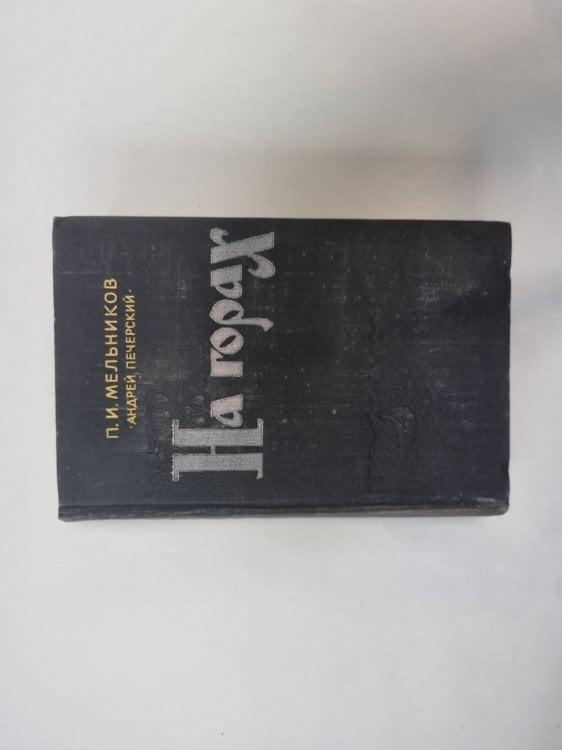 П. И. МЕЛЬНИКОВ
·АНДРЕЙ ПЕЧЕРСКИЙ·
На горах